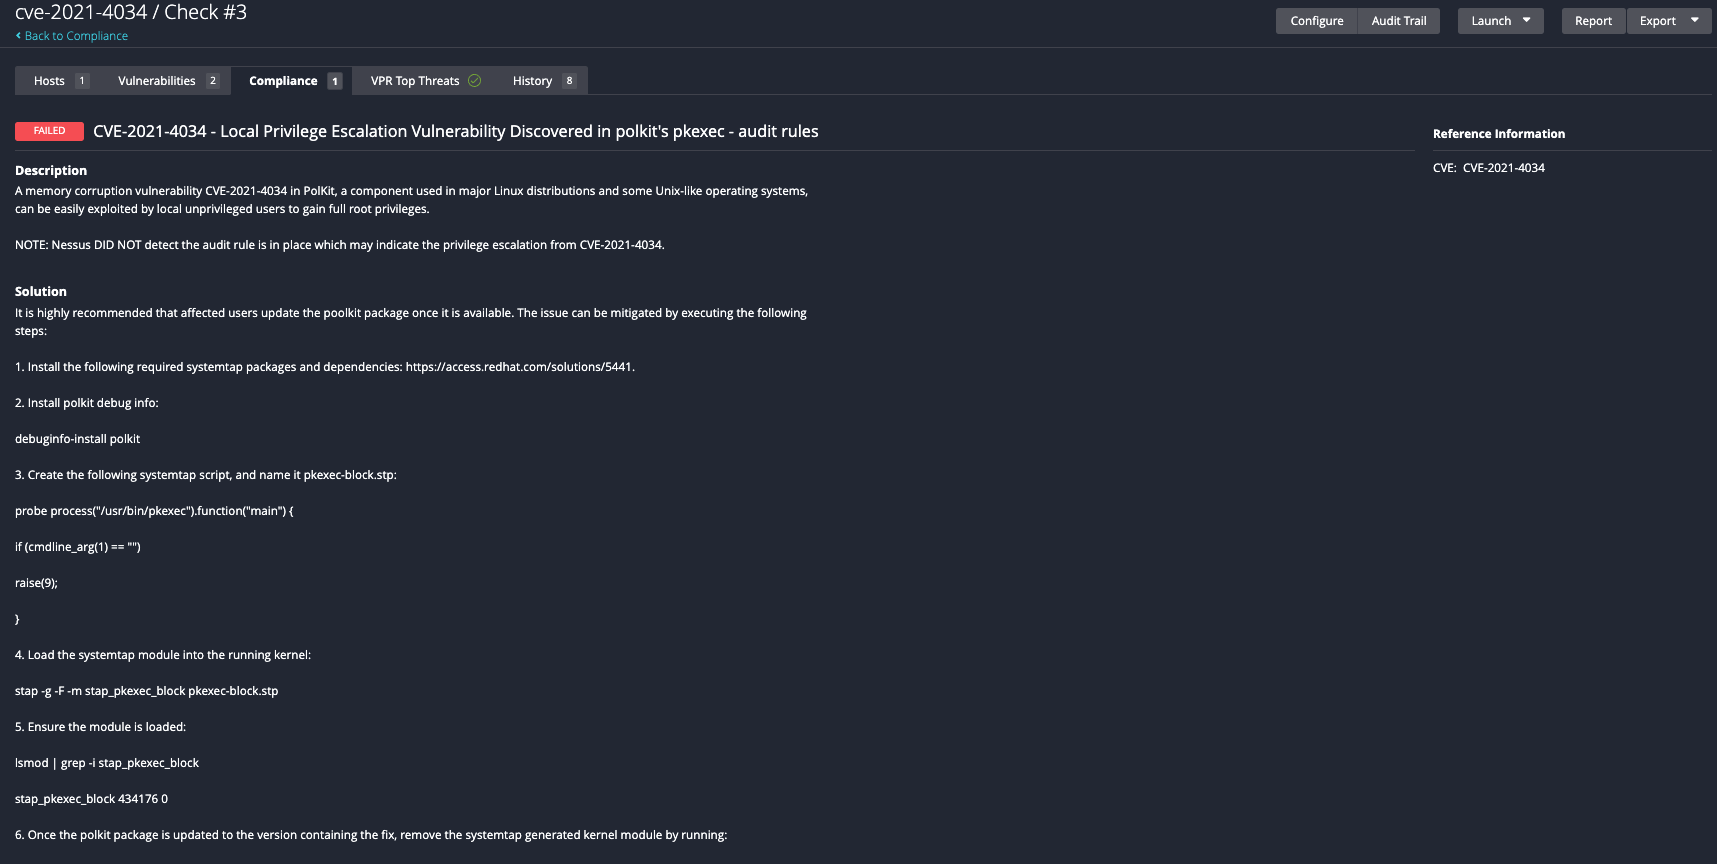 cve-2021-4034 / Check #3
Back to Compliance
Configure Audit Trail Launch Report Export
Hosts 1 Vulnerabilities 2 Compliance 1 VPR Top Threats History 8
FAILED CVE-2021-4034 - Local Privilege Escalation Vulnerability Discovered in polkit's pkexec - audit rules
Reference Information
CVE: CVE-2021-4034
Description
A memory corruption vulnerability CVE-2021-4034 in PolKit, a component used in major Linux distributions and some Unix-like operating systems,
can be easily exploited by local unprivileged users to gain full root privileges.
NOTE: Nessus DID NOT detect the audit rule is in place which may indicate the privilege escalation from CVE-2021-4034.
Solution
It is highly recommended that affected users update the poolkit package once it is available. The issue can be mitigated by executing the following
steps:
1. Install the following required systemtap packages and dependencies: https://access.redhat.com/solutions/5441.
2. Install polkit debug info:
debuginfo-install polkit
3. Create the following systemtap script, and name it pkexec-block.stp:
probe process("/usr/bin/pkexec").function("main") {
if (cmdline_arg(1) == "")
raise(9);
}
4. Load the systemtap module into the running kernel:
stap -g -F -m stap_pkexec_block pkexec-block.stp
5. Ensure the module is loaded:
lsmod | grep -i stap_pkexec_block
stap_pkexec_block 434176 0
6. Once the polkit package is updated to the version containing the fix, remove the systemtap generated kernel module by running: